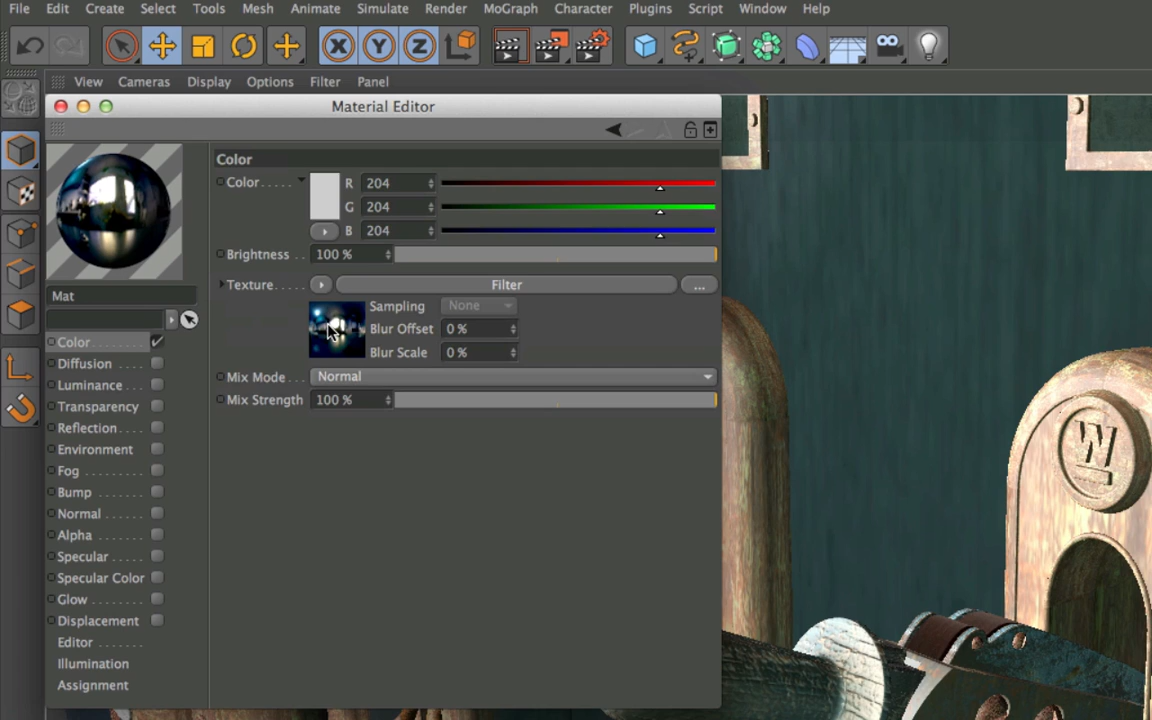 File Edit Create Select Tools Mesh Animate Simulate Render MoGraph Character Plugins Script Window Help
X Y Z
View Cameras Display Options Filter Panel
Material Editor
Color
Color..... R 204
G 204
B 204
Brightness .. 100 %
Texture..... Filter ...
Sampling None
Blur Offset 0 %
Blur Scale 0 %
Mix Mode ... Normal
Mix Strength 100 %
Mat
Color
Diffusion
Luminance
Transparency
Reflection
Environment
Fog
Bump
Normal
Alpha
Specular
Specular Color
Glow
Displacement
Editor
Illumination
Assignment
W